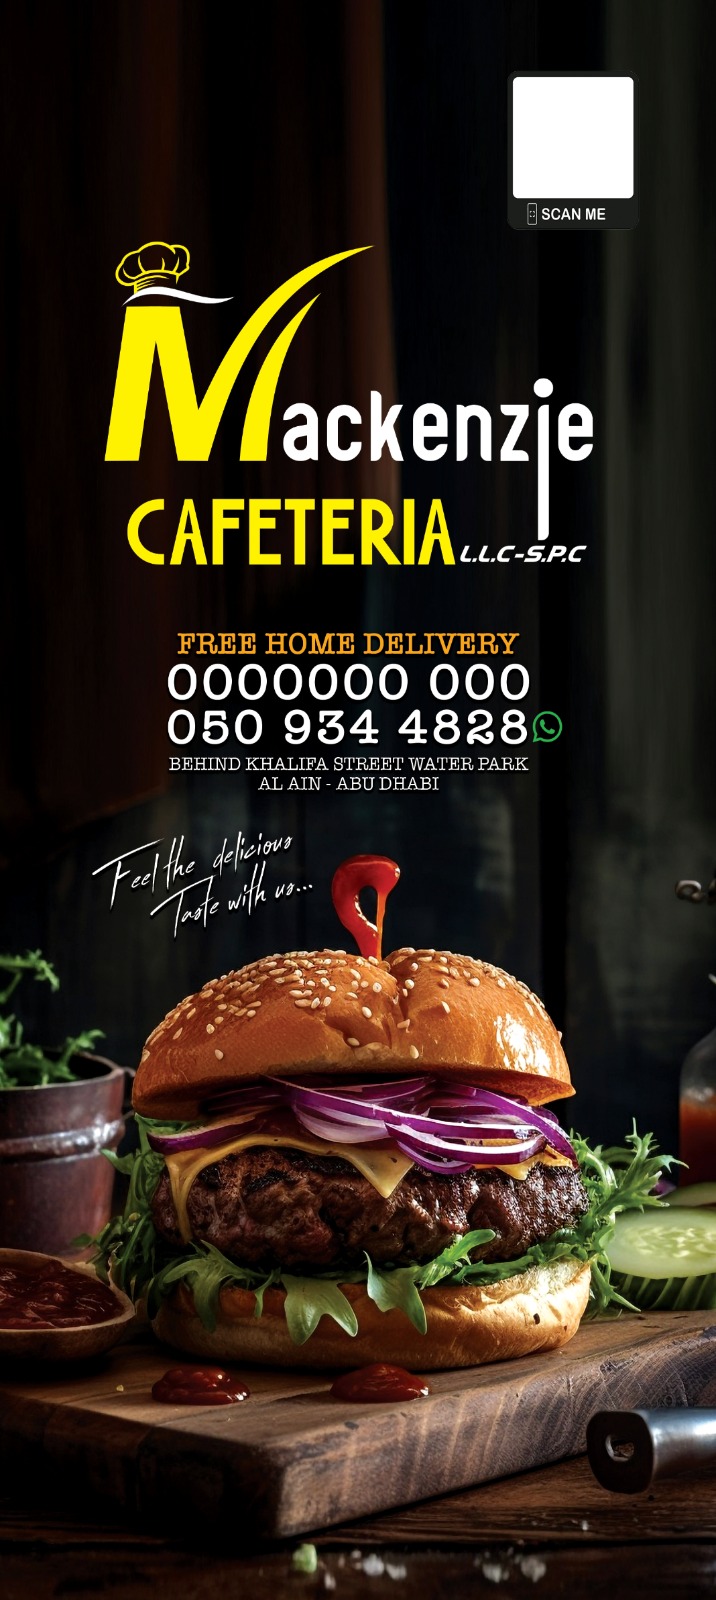 SCAN ME
Mackenzie
CAFETERIA L.L.C-S.P.C
FREE HOME DELIVERY
0000000 000
050 934 4828
BEHIND KHALIFA STREET WATER PARK
AL AIN - ABU DHABI
Feel the delicious
Taste with us...